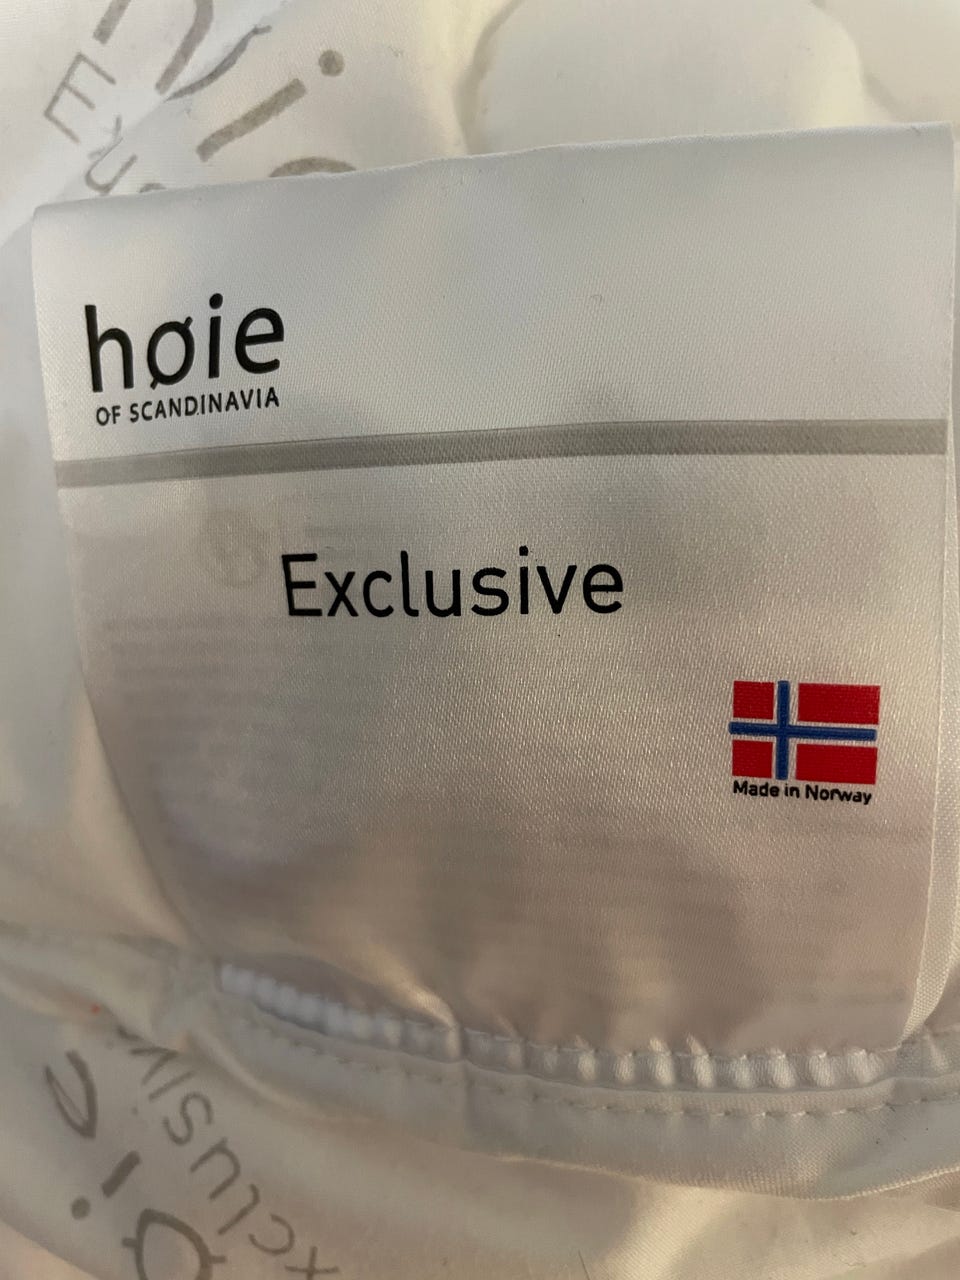 høie
OF SCANDINAVIA
Exclusive
Made in Norway